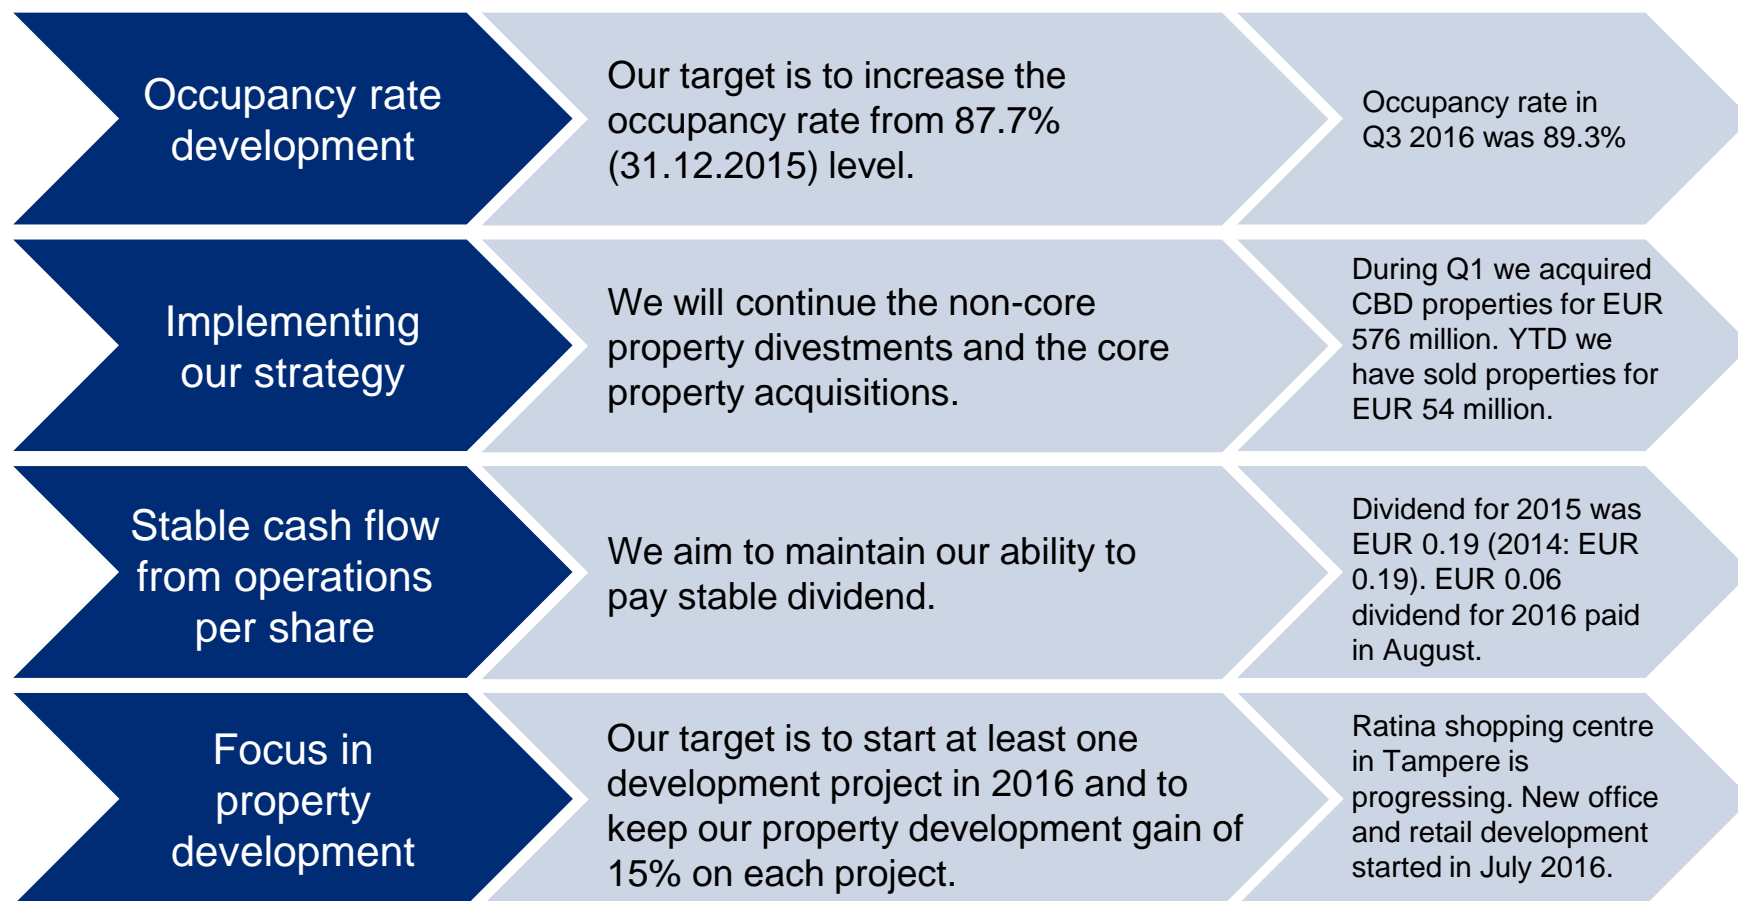 Occupancy rate
development
Our target is to increase the
occupancy rate from 87.7%
(31.12.2015) level.
Occupancy rate in
Q3 2016 was 89.3%
Implementing
our strategy
We will continue the non-core
property divestments and the core
property acquisitions.
During Q1 we acquired
CBD properties for EUR
576 million. YTD we
have sold properties for
EUR 54 million.
Stable cash flow
from operations
per share
We aim to maintain our ability to
pay stable dividend.
Dividend for 2015 was
EUR 0.19 (2014: EUR
0.19). EUR 0.06
dividend for 2016 paid
in August.
Focus in
property
development
Our target is to start at least one
development project in 2016 and to
keep our property development gain of
15% on each project.
Ratina shopping centre
in Tampere is
progressing. New office
and retail development
started in July 2016.